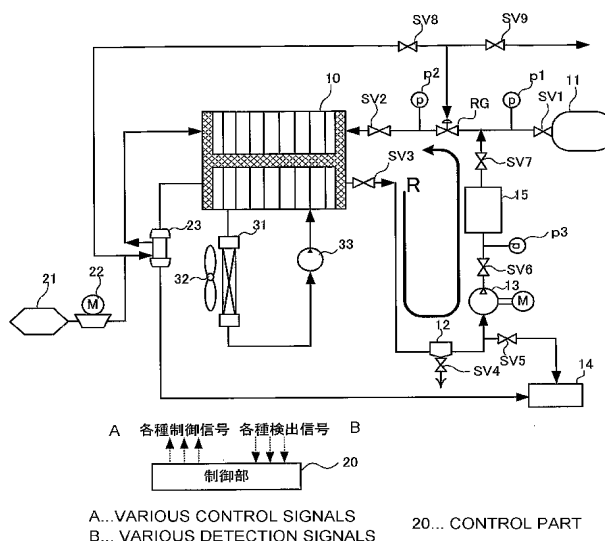 SV8
SV9
10
SV2
p2
RG
p1
SV1
11
SV7
SV3
R
15
23
31
33
p3
22
32
SV6
13
21
M
M
12
SV5
SV4
14
A 各種制御信号 各種検出信号 B
制御部
20
A...VARIOUS CONTROL SIGNALS
B... VARIOUS DETECTION SIGNALS
20... CONTROL PART
p
p
p